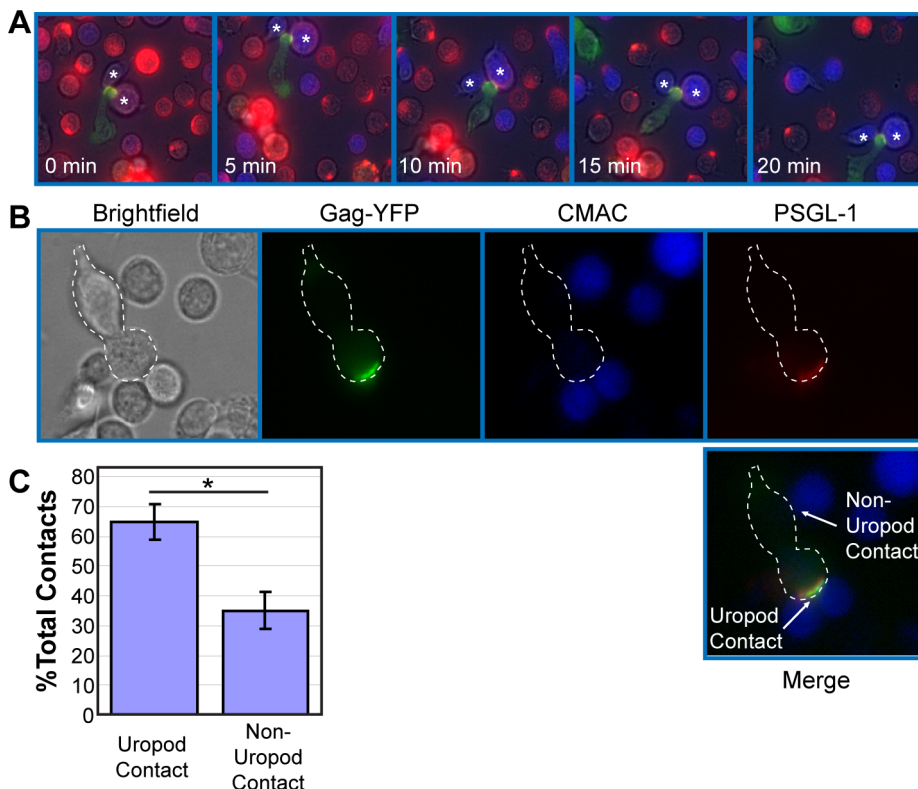 A
* * * * * * * * * *
0 min 5 min 10 min 15 min 20 min
B
Brightfield Gag-YFP CMAC PSGL-1
Non-
Uropod
Contact
Uropod
Contact
Merge
C
%Total Contacts
80
70
60
50
40
30
20
10
0
*
Uropod
Contact
Non-
Uropod
Contact